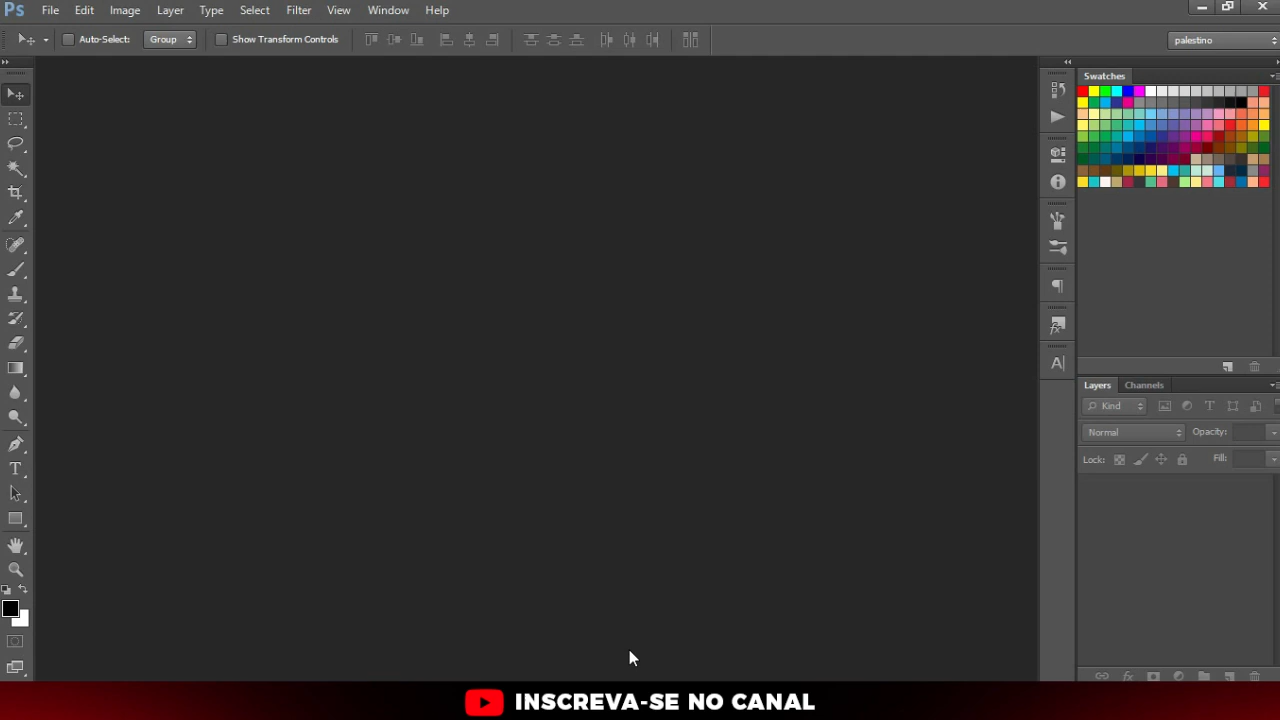 Ps File Edit Image Layer Type Select Filter View Window Help
Auto-Select: Group Show Transform Controls palestino
Swatches
Layers Channels
Kind
Normal Opacity:
Lock: Fill:
INSCREVA-SE NO CANAL